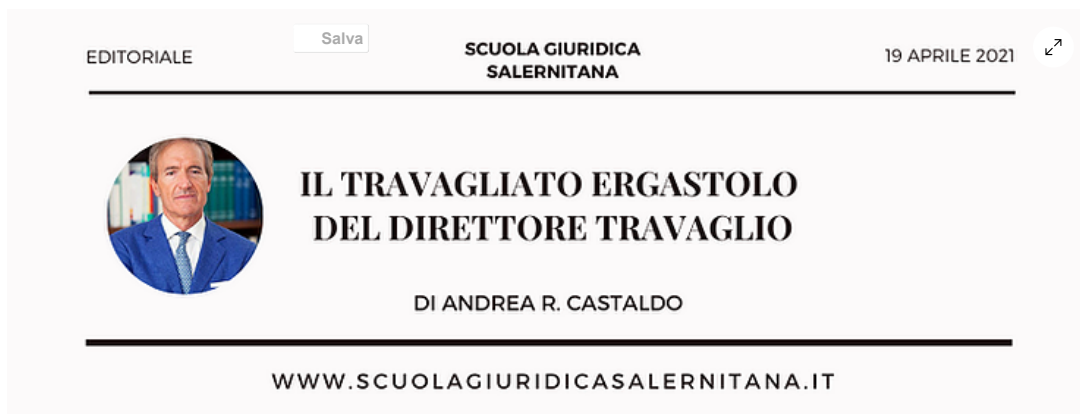 EDITORIALE
Salva
SCUOLA GIURIDICA
SALERNITANA
19 APRILE 2021
IL TRAVAGLIATO ERGASTOLO
DEL DIRETTORE TRAVAGLIO
DI ANDREA R. CASTALDO
WWW.SCUOLAGIURIDICASALERNITANA.IT